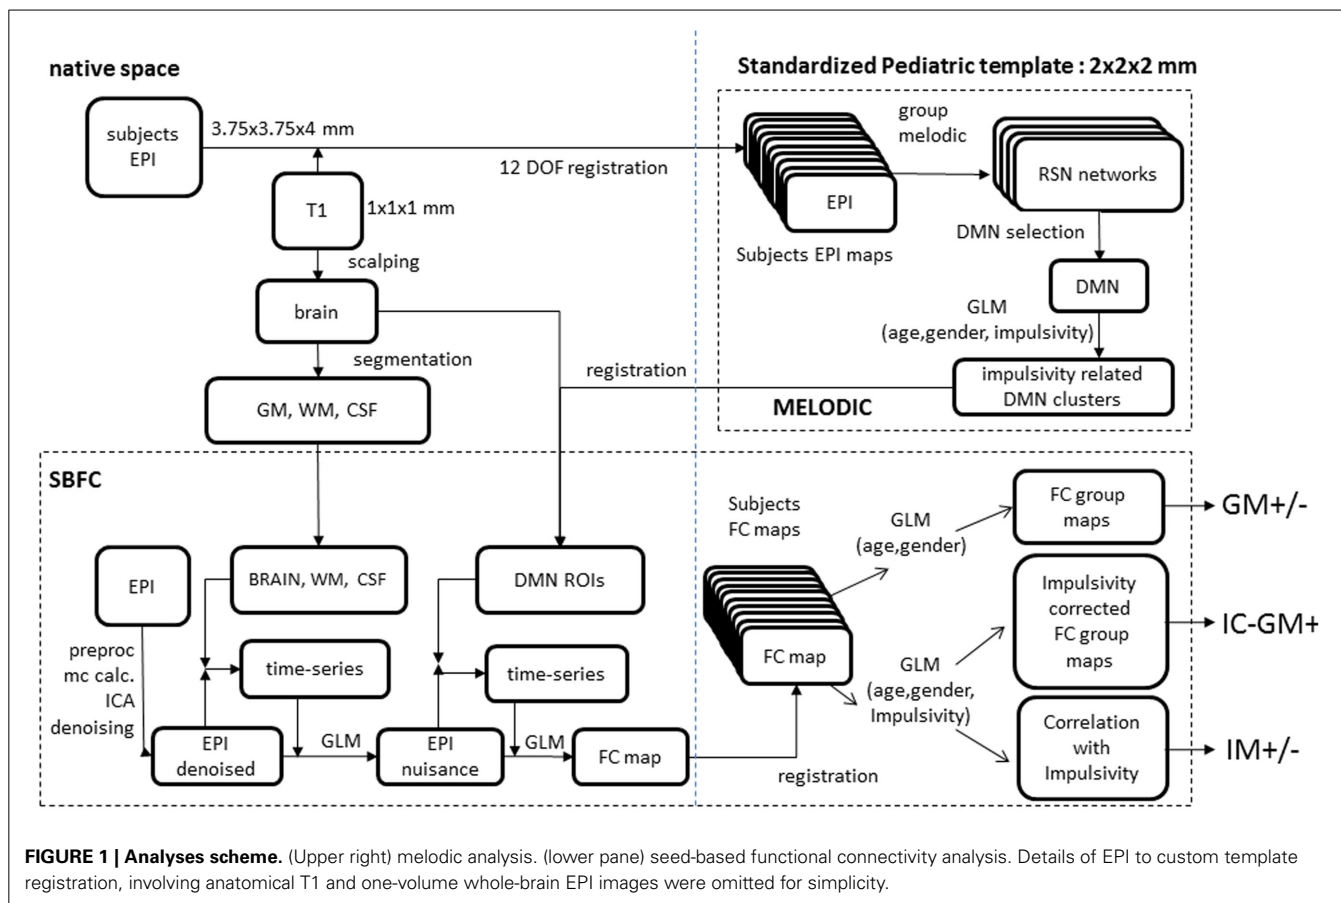 native space
Standardized Pediatric template : 2x2x2 mm
subjects
EPI
3.75x3.75x4 mm
12 DOF registration
T1
1x1x1 mm
scalping
brain
segmentation
GM, WM, CSF
registration
EPI
Subjects EPI maps
group
melodic
RSN networks
DMN selection
DMN
GLM
(age,gender, impulsivity)
impulsivity related
DMN clusters
MELODIC
SBFC
EPI
preproc
mc calc.
ICA
denoising
BRAIN, WM, CSF
time-series
EPI
denoised
GLM
DMN ROIs
time-series
EPI
nuisance
GLM
FC map
registration
Subjects
FC maps
FC map
GLM
(age,gender)
GLM
(age,gender,
Impulsivity)
FC group
maps
GM+/-
Impulsivity
corrected
FC group
maps
IC-GM+
Correlation
with
Impulsivity
IM+/-
FIGURE 1 | Analyses scheme. (Upper right) melodic analysis. (lower pane) seed-based functional connectivity analysis. Details of EPI to custom template
registration, involving anatomical T1 and one-volume whole-brain EPI images were omitted for simplicity.